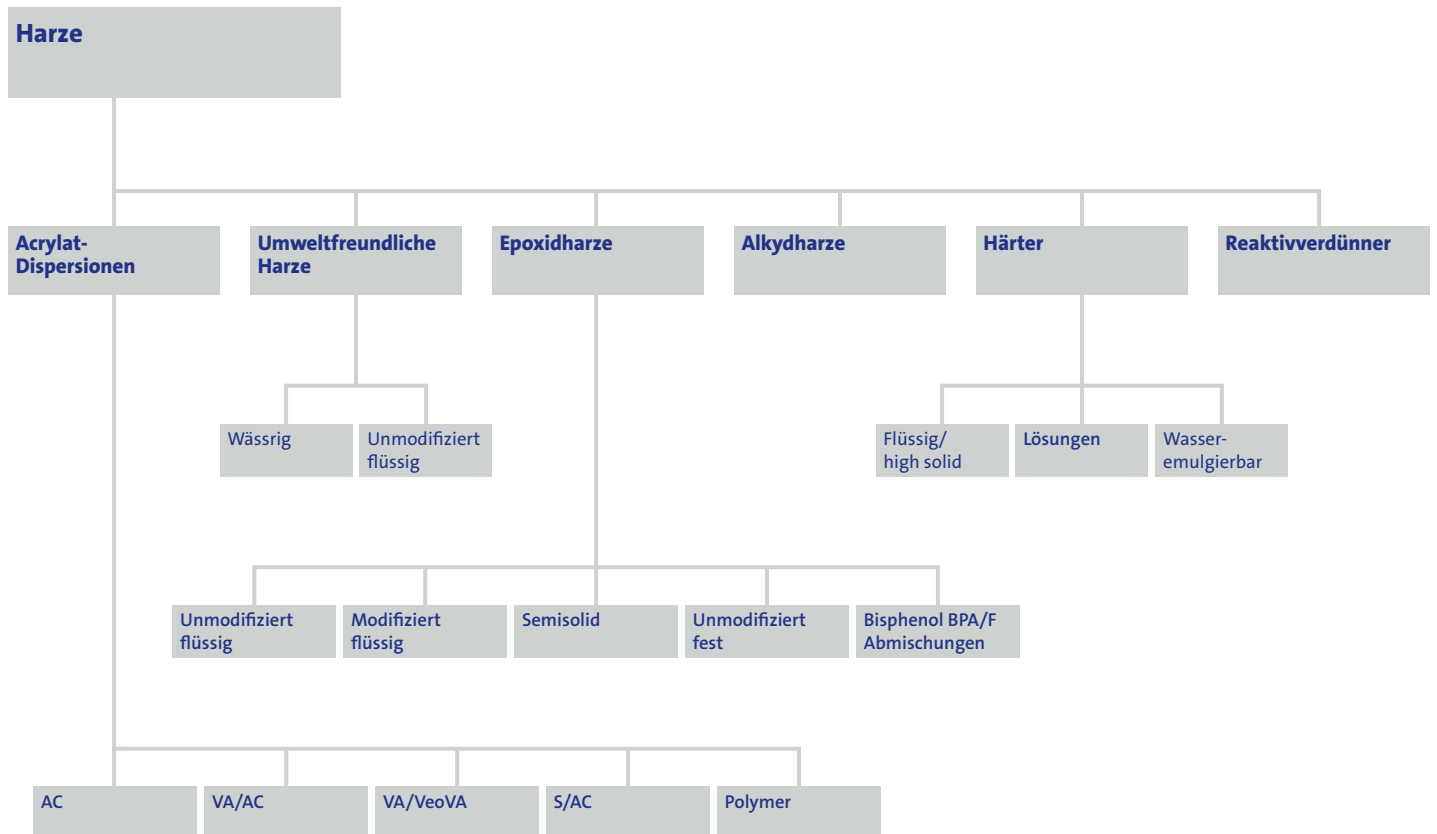 Harze
Acrylat-
Dispersionen
Umweltfreundliche
Harze
Epoxidharze
Alkydharze
Härter
Reaktivverdünner
Wässrig
Unmodifiziert
flüssig
Flüssig/
high solid
Lösungen
Wasser-
emulgierbar
Unmodifiziert
flüssig
Modifiziert
flüssig
Semisolid
Unmodifiziert
fest
Bisphenol BPA/F
Abmischungen
AC
VA/AC
VA/VeoVA
S/AC
Polymer